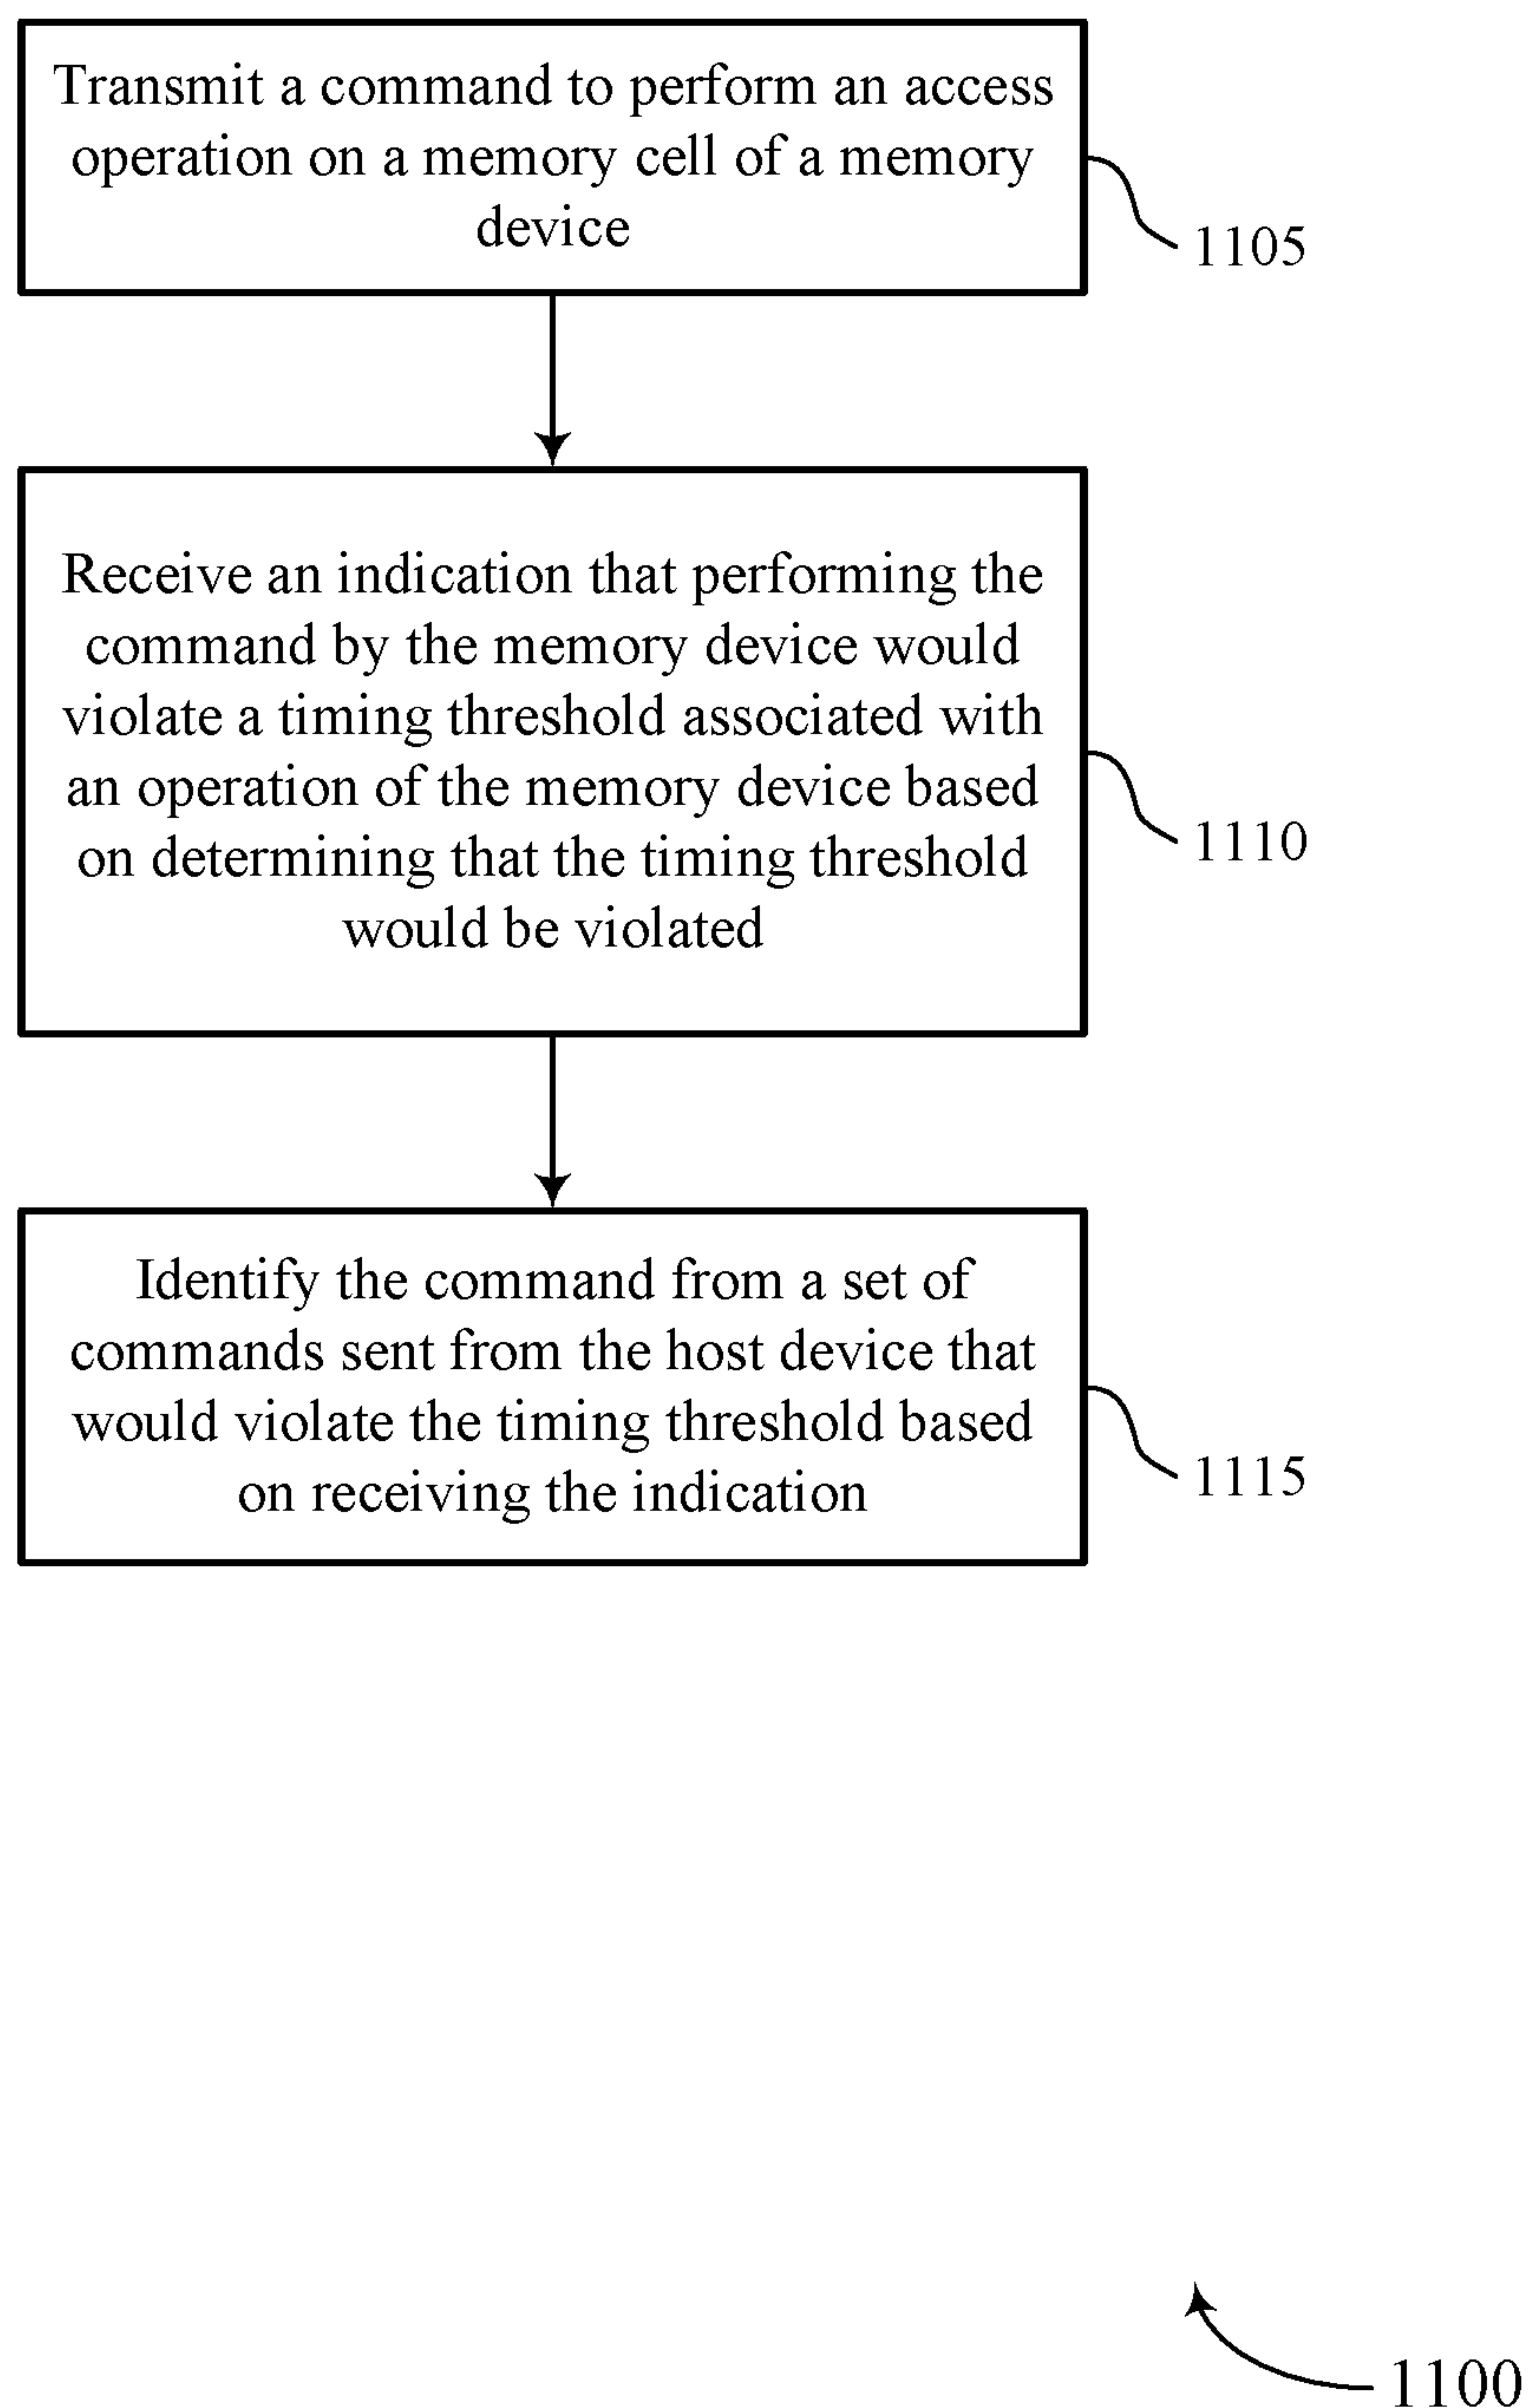 Transmit a command to perform an access
operation on a memory cell of a memory
device
1105
Receive an indication that performing the
command by the memory device would
violate a timing threshold associated with
an operation of the memory device based
on determining that the timing threshold
would be violated
1110
Identify the command from a set of
commands sent from the host device that
would violate the timing threshold based
on receiving the indication
1115
1100